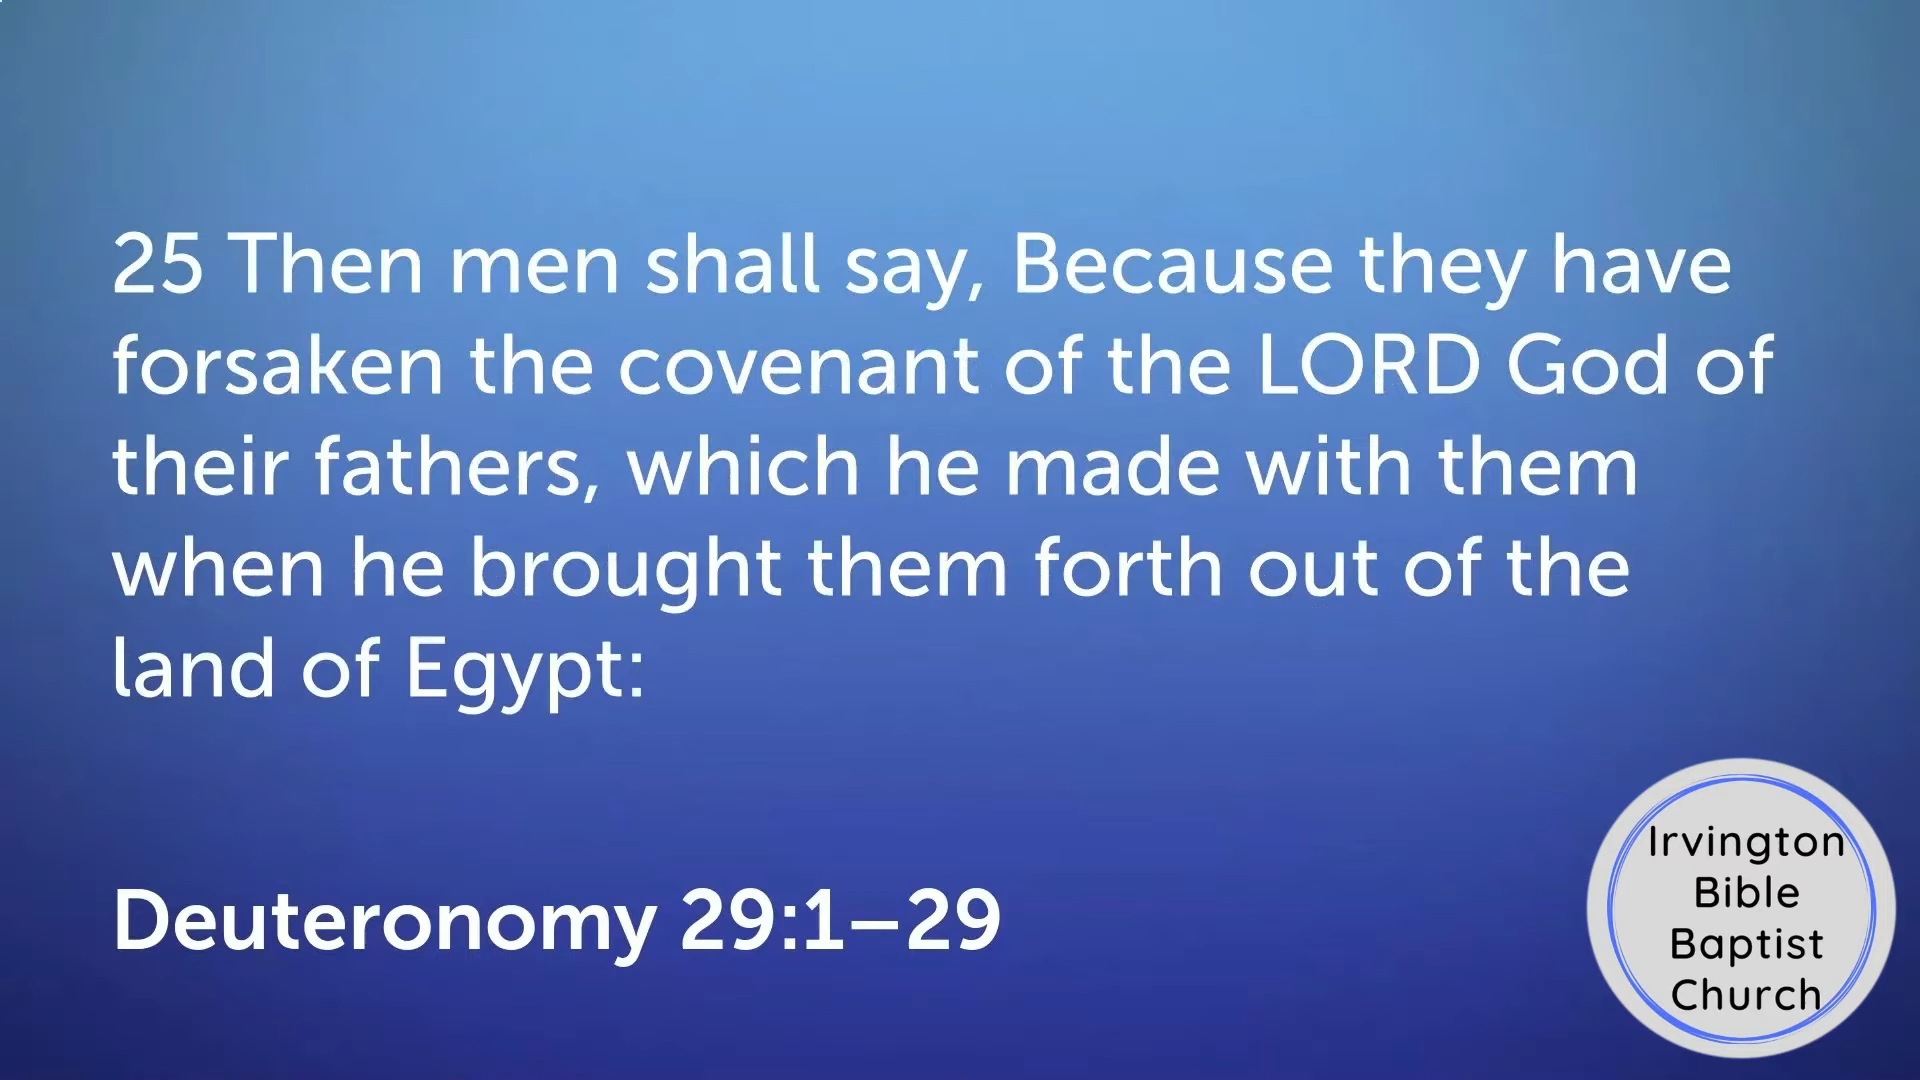 25 Then men shall say, Because they have
forsaken the covenant of the LORD God of
their fathers, which he made with them
when he brought them forth out of the
land of Egypt:
Deuteronomy 29:1–29
Irvington
Bible
Baptist
Church